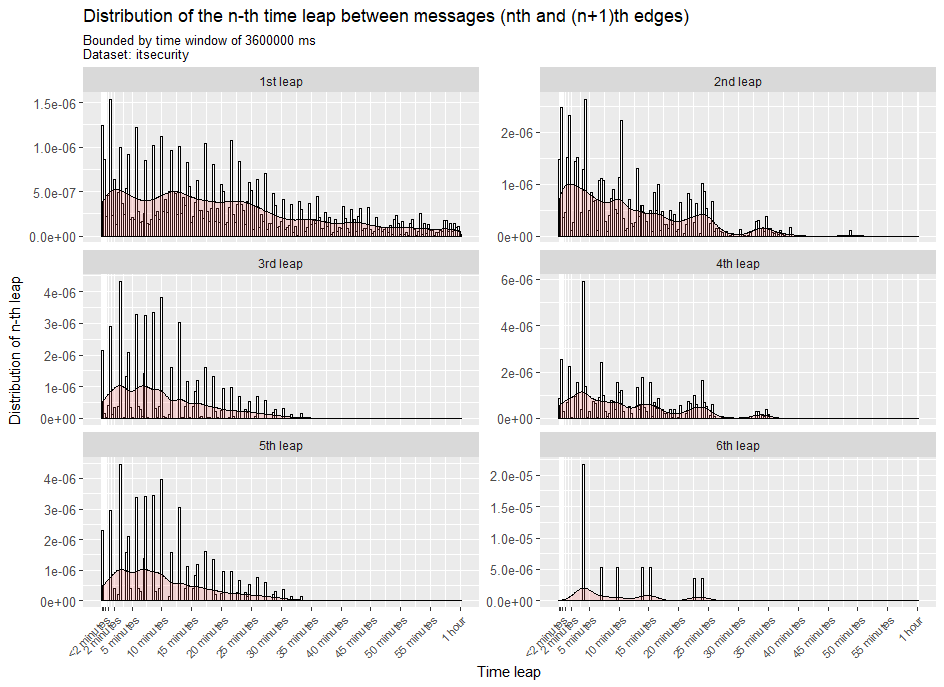 Distribution of the n-th time leap between messages (nth and (n+1)th edges)
Bounded by time window of 3600000 ms
Dataset: itsecurity
Distribution of n-th leap
1st leap
1.5e-06
1.0e-06
5.0e-07
0.0e+00
2nd leap
2e-06
1e-06
0e+00
3rd leap
4e-06
3e-06
2e-06
1e-06
0e+00
4th leap
6e-06
4e-06
2e-06
0e+00
5th leap
4e-06
3e-06
2e-06
1e-06
0e+00
6th leap
2.0e-05
1.5e-05
1.0e-05
5.0e-06
0.0e+00
<2 minutes
2 minutes
5 minutes
10 minutes
15 minutes
20 minutes
25 minutes
30 minutes
35 minutes
40 minutes
45 minutes
50 minutes
55 minutes
1 hour
<2 minutes
2 minutes
5 minutes
10 minutes
15 minutes
20 minutes
25 minutes
30 minutes
35 minutes
40 minutes
45 minutes
50 minutes
55 minutes
1 hour
Time leap